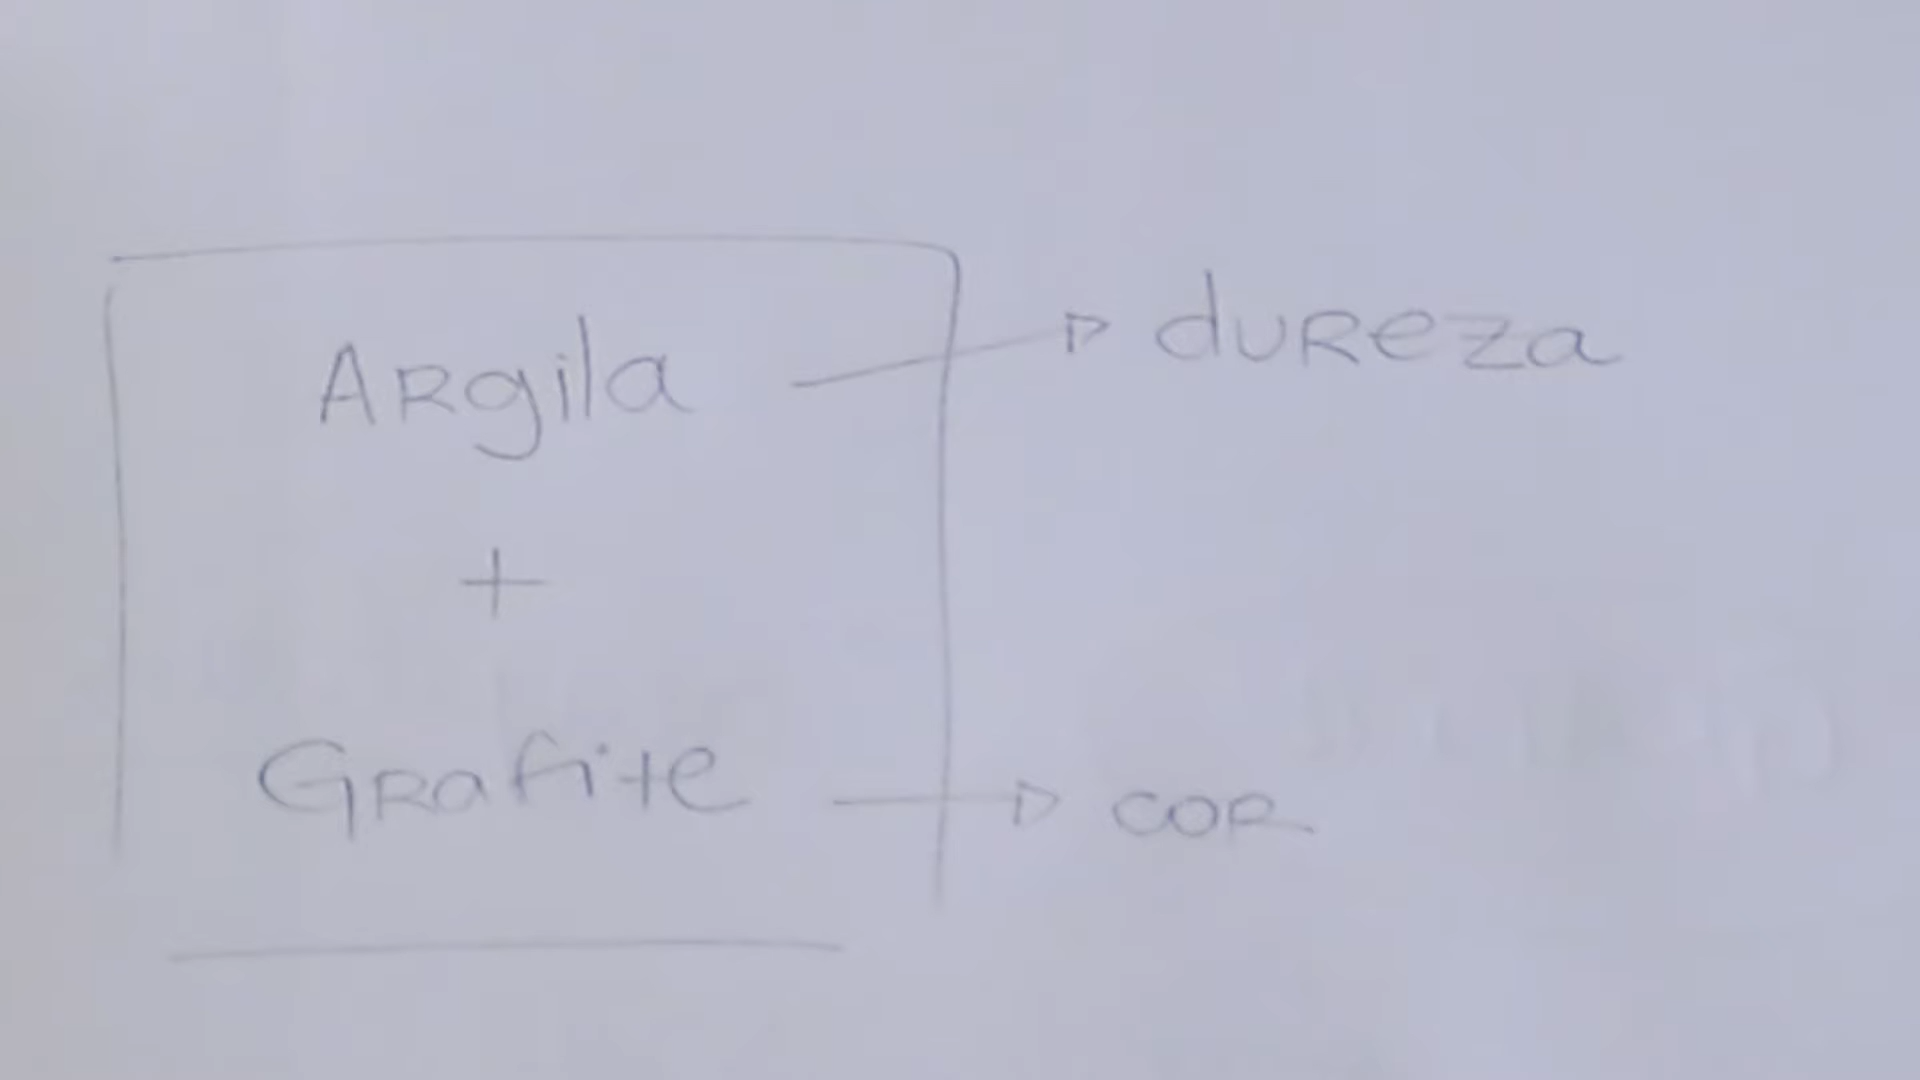 Argila → dureza
+
Grafite → cor